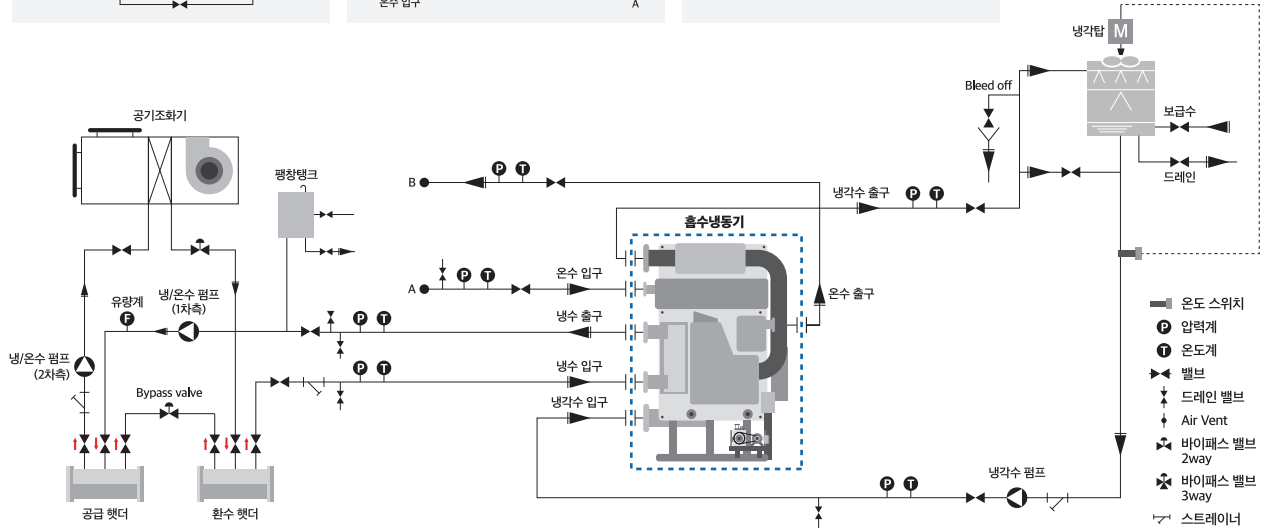 온수 입구
A
냉각탑
M
Bleed off
보급수
드레인
공기조화기
팽창탱크
B
P
T
냉각수 출구
P
T
흡수냉동기
냉/온수 펌프
(1차측)
유량계
F
A
P
T
온수 입구
온수 출구
P
T
냉수 출구
냉/온수 펌프
(2차측)
Bypass valve
P
T
냉수 입구
냉각수 입구
공급 햇더
환수 햇더
P
T
냉각수 펌프
온도 스위치
P 압력계
T 온도계
밸브
드레인 밸브
Air Vent
바이패스 밸브
2way
바이패스 밸브
3way
스트레이너